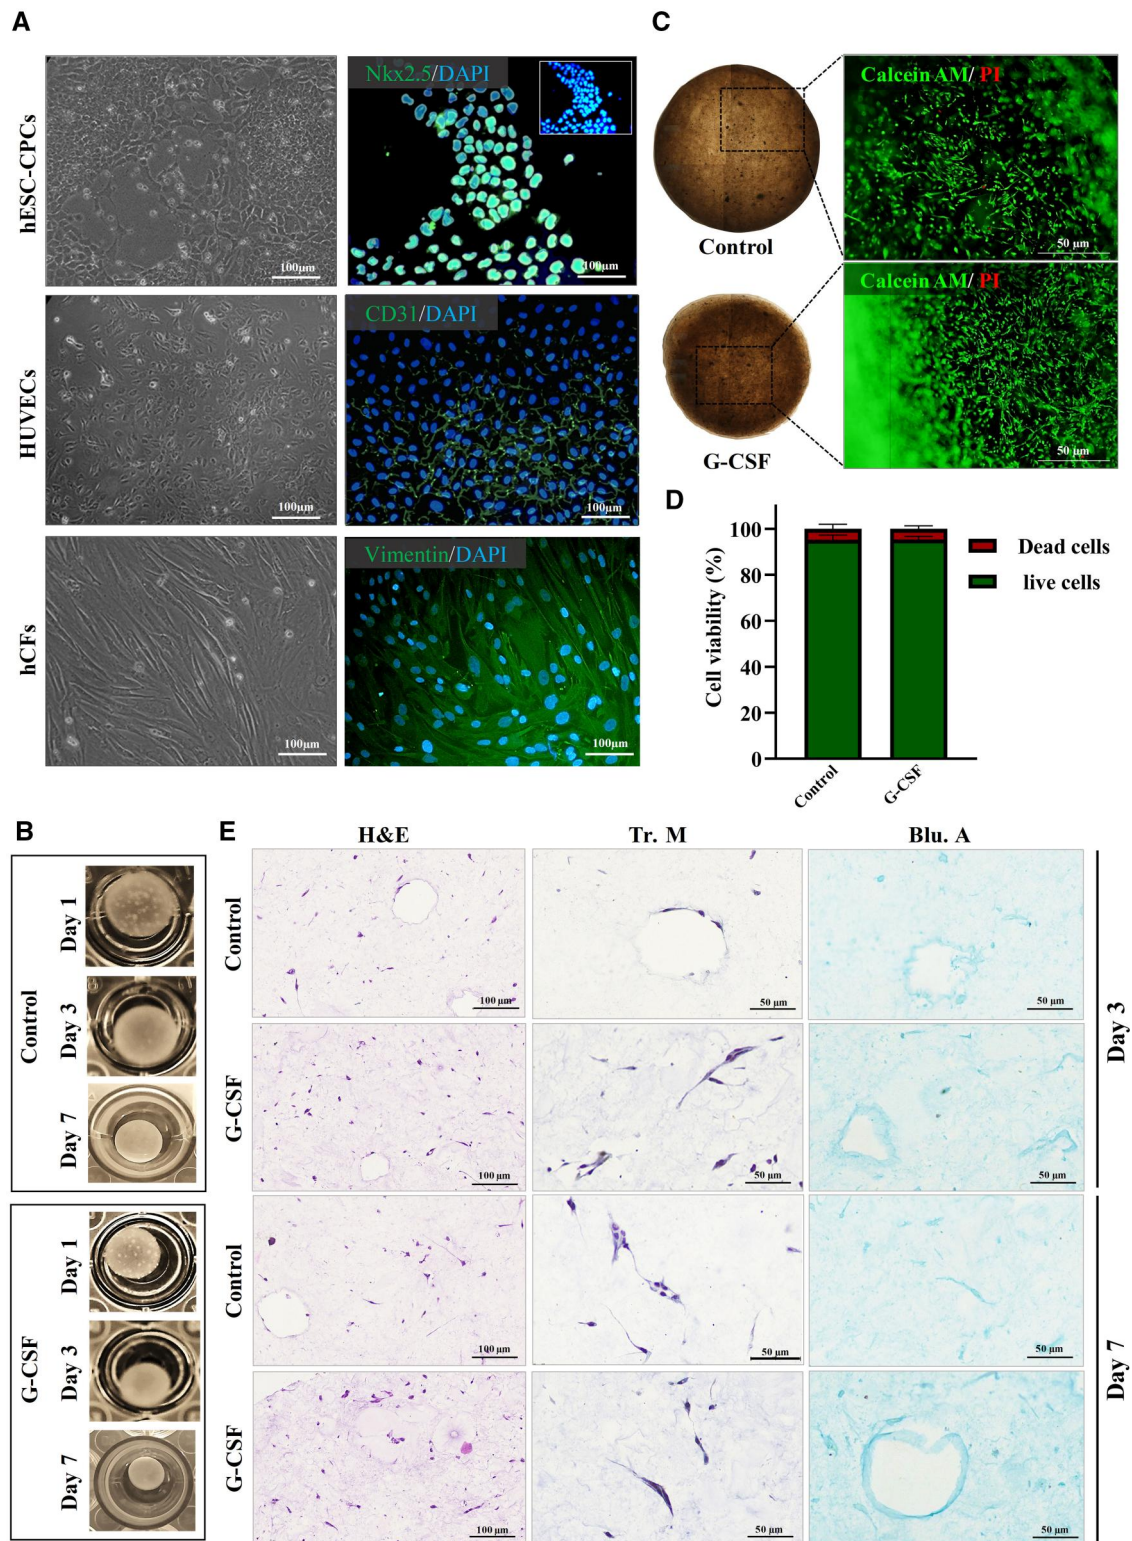 A
hESC-CPCs
100µm
Nkx2.5/DAPI
100µm
HUVECs
100µm
CD31/DAPI
100µm
hCFs
100µm
Vimentin/DAPI
100µm
C
Control
Calcein AM/ PI
50 µm
G-CSF
Calcein AM/ PI
50 µm
D
Cell viability (%)
100
80
60
40
20
0
Control
G-CSF
Dead cells
live cells
B
Control
Day 1
Day 3
Day 7
G-CSF
Day 1
Day 3
Day 7
E
H&E
Tr. M
Blu. A
Control
100 µm
50 µm
50 µm
G-CSF
100 µm
50 µm
50 µm
Day 3
Control
100 µm
50 µm
50 µm
G-CSF
100 µm
50 µm
50 µm
Day 7